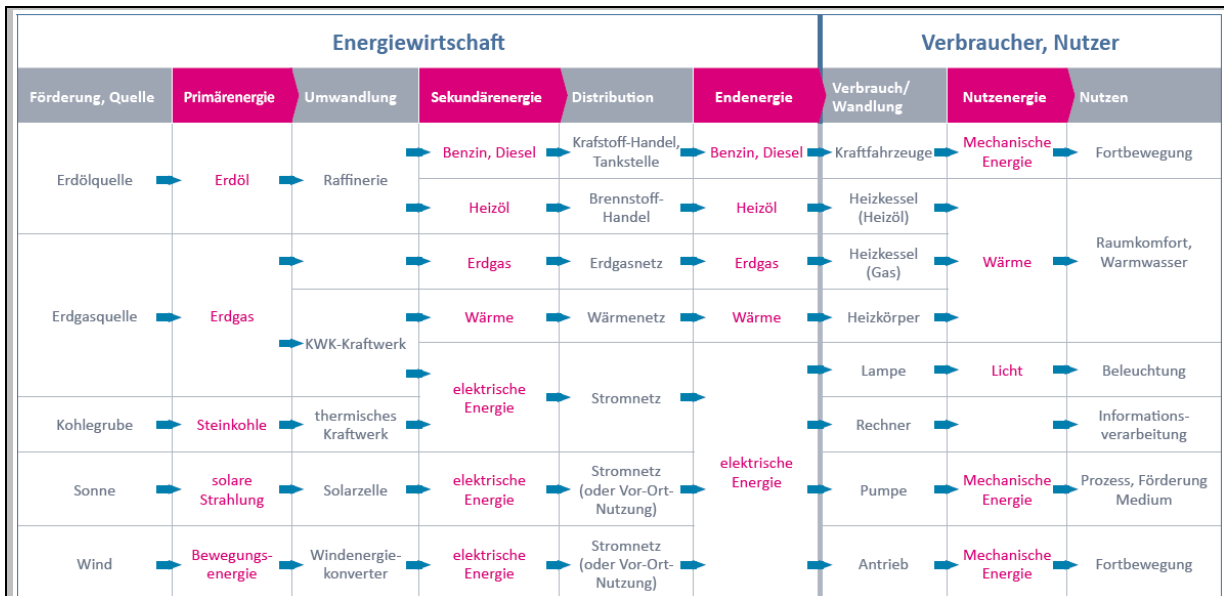 Energiewirtschaft
Verbraucher, Nutzer
Förderung, Quelle
Primärenergie
Umwandlung
Sekundärenergie
Distribution
Endenergie
Verbrauch/
Wandlung
Nutzenergie
Nutzen
Erdölquelle
Erdöl
Raffinerie
Benzin, Diesel
Krafstoff-Handel,
Tankstelle
Benzin, Diesel
Kraftfahrzeuge
Mechanische
Energie
Fortbewegung
Heizöl
Brennstoff-
Handel
Heizöl
Heizkessel
(Heizöl)
Wärme
Raumkomfort,
Warmwasser
Erdgasquelle
Erdgas
Erdgas
Erdgasnetz
Erdgas
Heizkessel
(Gas)
KWK-Kraftwerk
Wärme
Wärmenetz
Wärme
Heizkörper
elektrische
Energie
Stromnetz
elektrische
Energie
Lampe
Licht
Beleuchtung
Kohlegrube
Steinkohle
thermisches
Kraftwerk
Rechner
Informations-
verarbeitung
Sonne
solare
Strahlung
Solarzelle
elektrische
Energie
Stromnetz
(oder Vor-Ort-
Nutzung)
Pumpe
Mechanische
Energie
Prozess, Förderung
Medium
Wind
Bewegungs-
energie
Windenergie-
konverter
elektrische
Energie
Stromnetz
(oder Vor-Ort-
Nutzung)
Antrieb
Mechanische
Energie
Fortbewegung